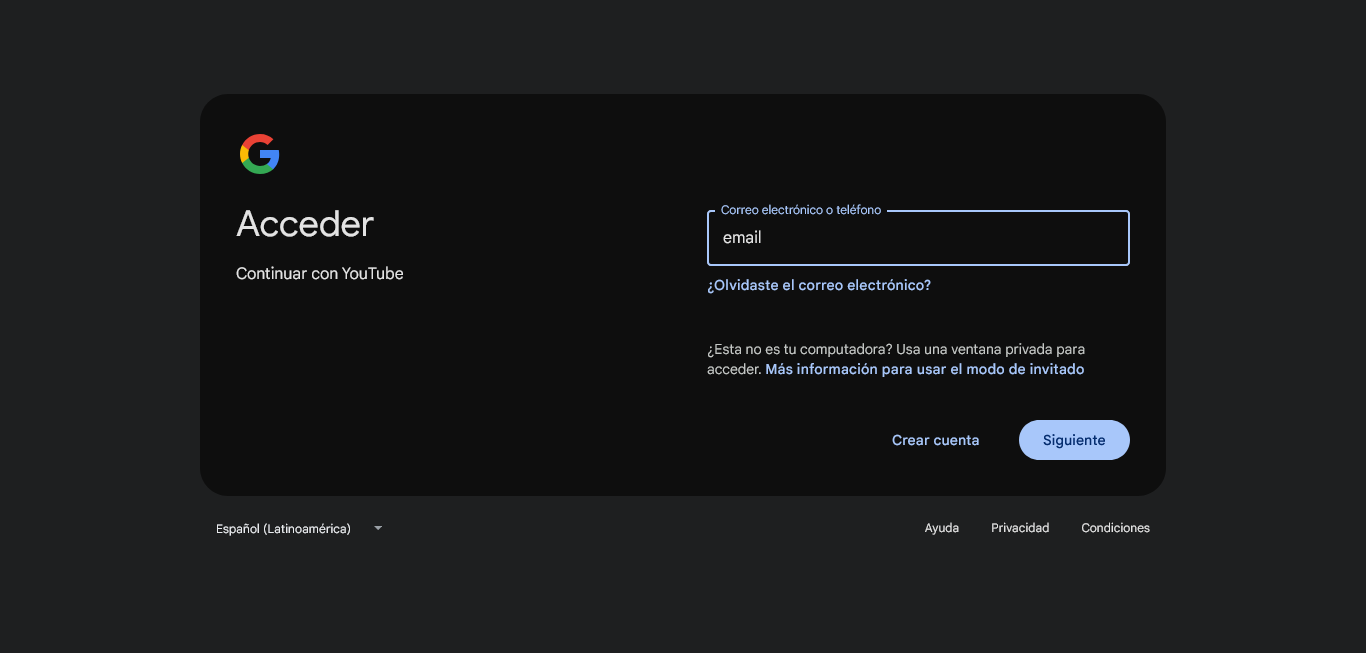 Acceder
Continuar con YouTube
Correo electrónico o teléfono
email
¿Olvidaste el correo electrónico?
¿Esta no es tu computadora? Usa una ventana privada para
acceder. Más información para usar el modo de invitado
Crear cuenta
Siguiente
Español (Latinoamérica)
Ayuda
Privacidad
Condiciones